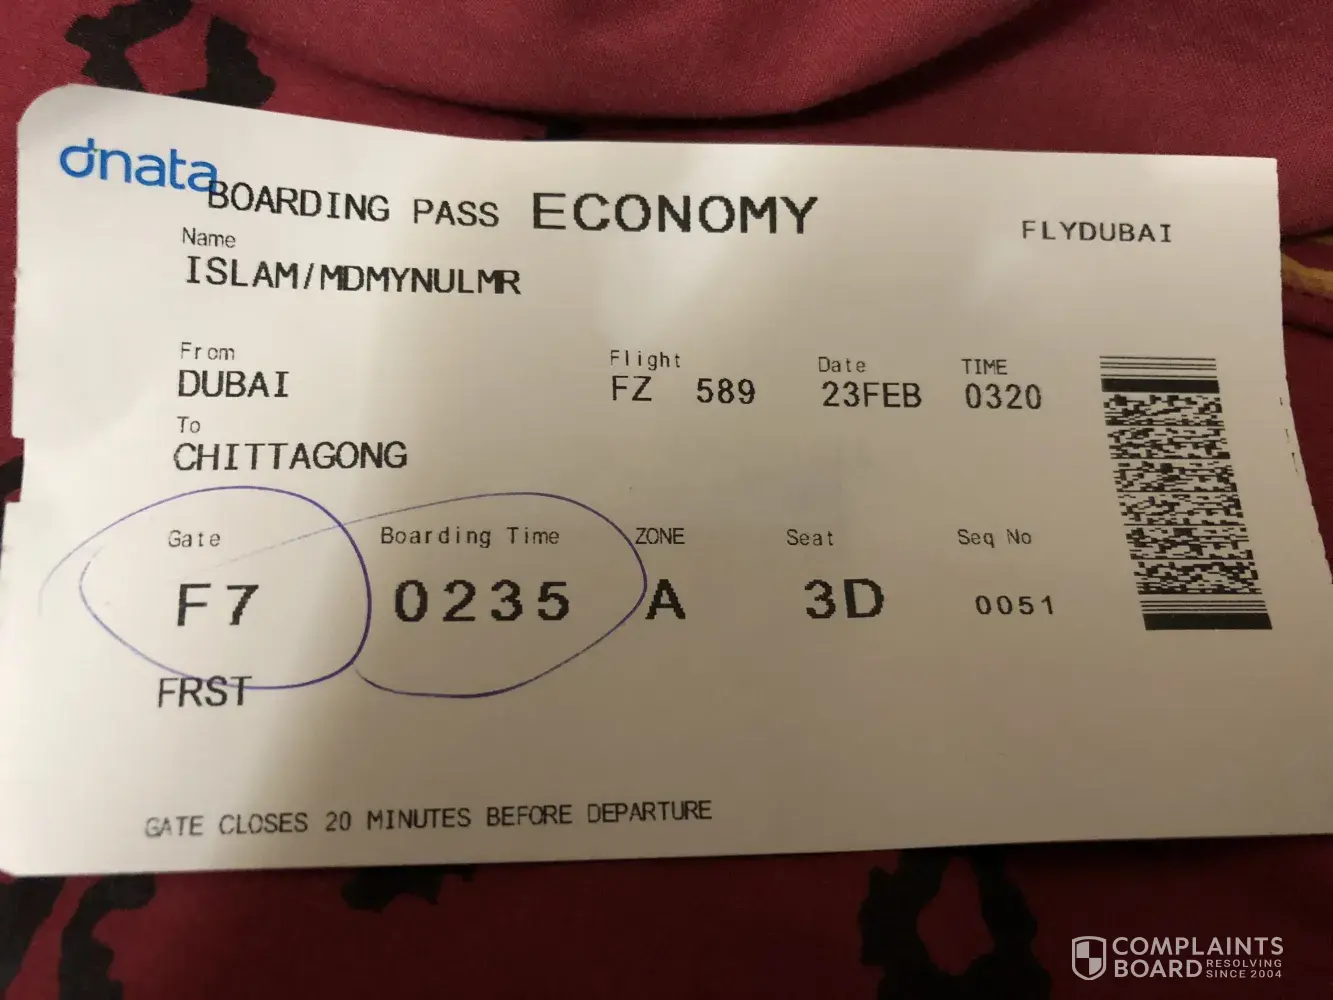 dnata
BOARDING PASS ECONOMY
FLYDUBAI
Name
ISLAM/MDMYNULMR
From
DUBAI
Flight Date TIME
FZ 589 23FEB 0320
To
CHITTAGONG
Gate Boarding Time ZONE Seat Seq No
F7 0235 A 3D 0051
FRST
GATE CLOSES 20 MINUTES BEFORE DEPARTURE
COMPLAINTS
BOARD RESOLVING
SINCE 2004